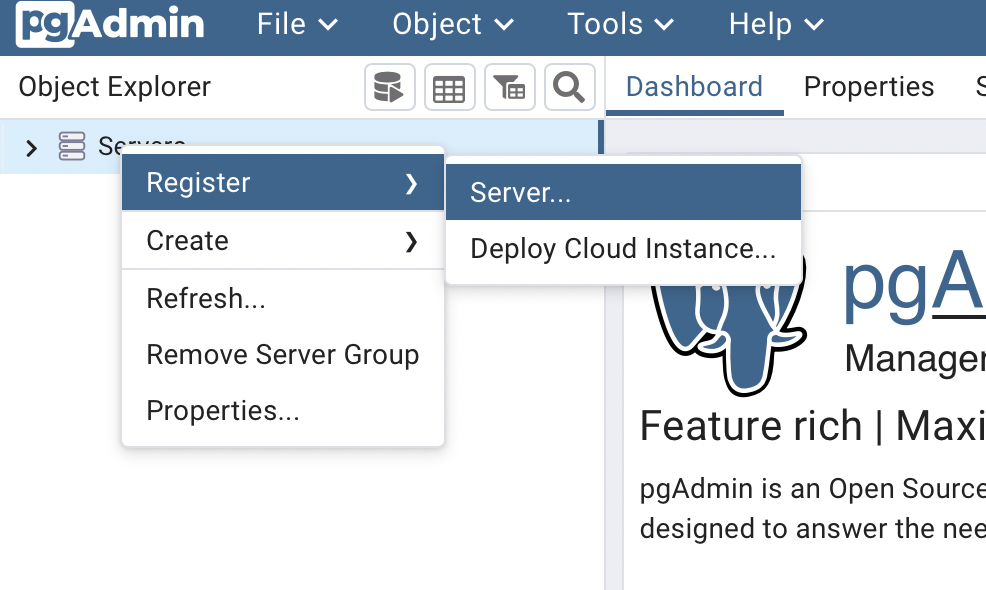 pgAdmin File Object Tools Help
Object Explorer Dashboard Properties S
Servers
Register
Server...
Create
Deploy Cloud Instance...
Refresh...
Remove Server Group
Properties...
pgA
Manager
Feature rich | Maxi
pgAdmin is an Open Source
designed to answer the nee